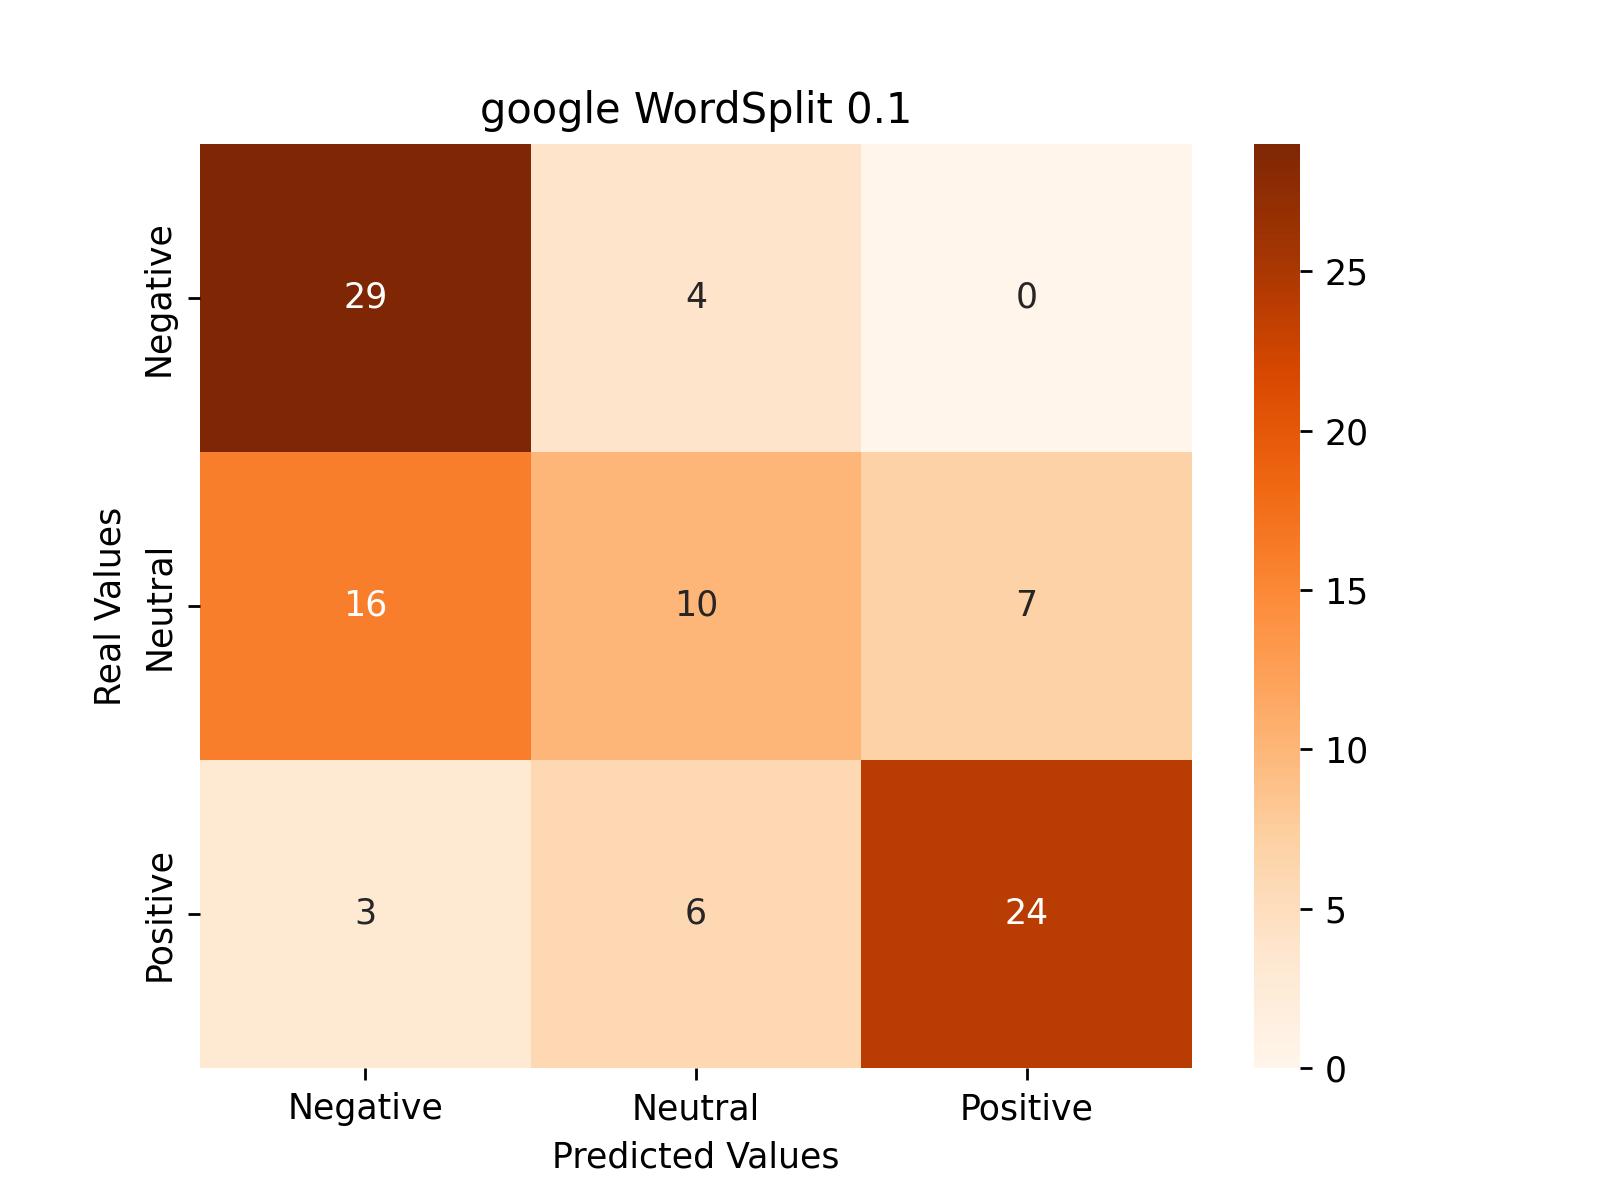 google WordSplit 0.1
Real Values
Negative
29 4 0
Neutral
16 10 7
Positive
3 6 24
Negative Neutral Positive
Predicted Values
25
20
15
10
5
0